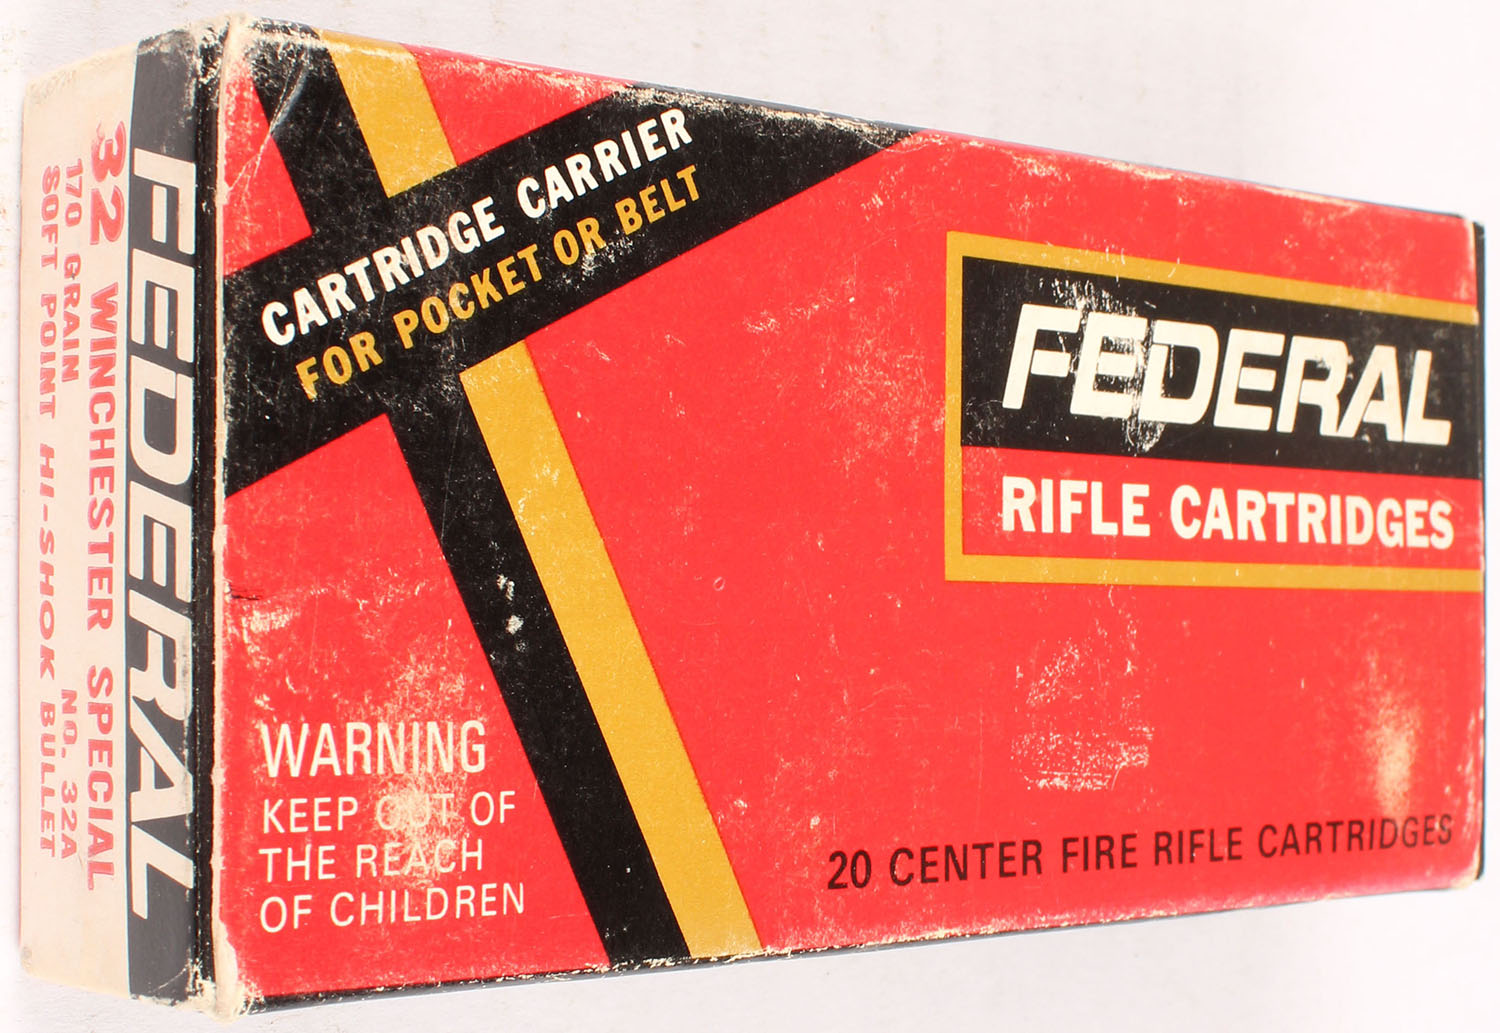 CARTRIDGE CARRIER
FOR POCKET OR BELT
FEDERAL
RIFLE CARTRIDGES
WARNING
KEEP OUT OF
THE REACH
OF CHILDREN
20 CENTER FIRE RIFLE CARTRIDGES
FEDERAL
32 WINCHESTER SPECIAL
170 GRAIN NO. 32A
SOFT POINT HI-SHOK BULLET